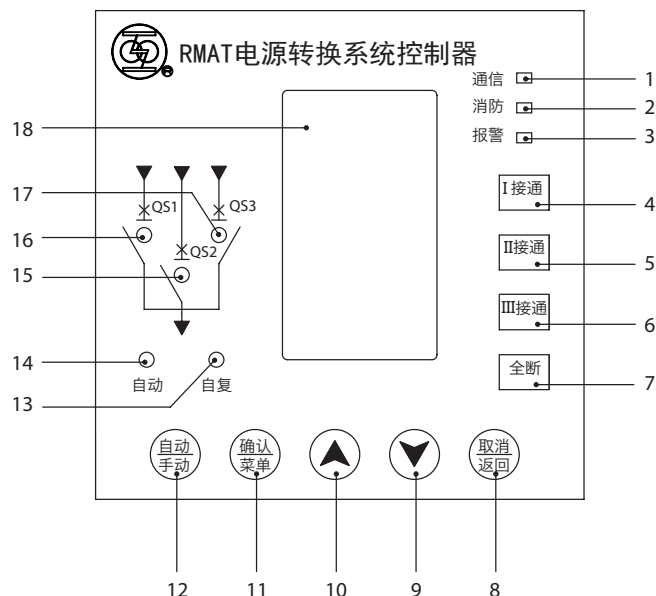 RMAT电源转换系统控制器
®
通信 1
消防 2
报警 3
18
17
QS1
QS3
I接通 4
16
QS2
II接通 5
15
III接通 6
14
自动
自复
全断 7
13
自动
手动
确认
菜单
取消
返回
12
11
10
9
8